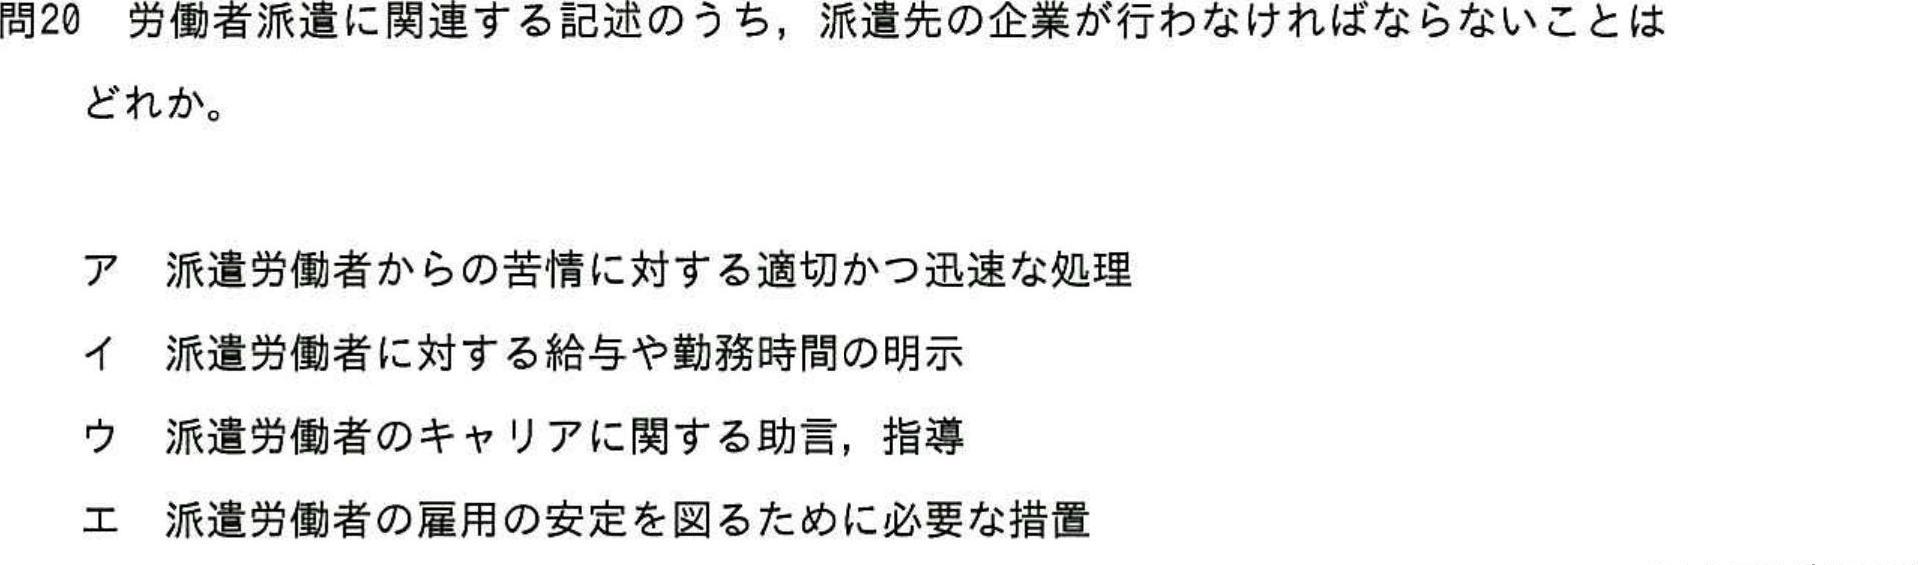 問20　労働者派遣に関連する記述のうち，派遣先の企業が行わなければならないことは
どれか。
ア　派遣労働者からの苦情に対する適切かつ迅速な処理
イ　派遣労働者に対する給与や勤務時間の明示
ウ　派遣労働者のキャリアに関する助言，指導
エ　派遣労働者の雇用の安定を図るために必要な措置